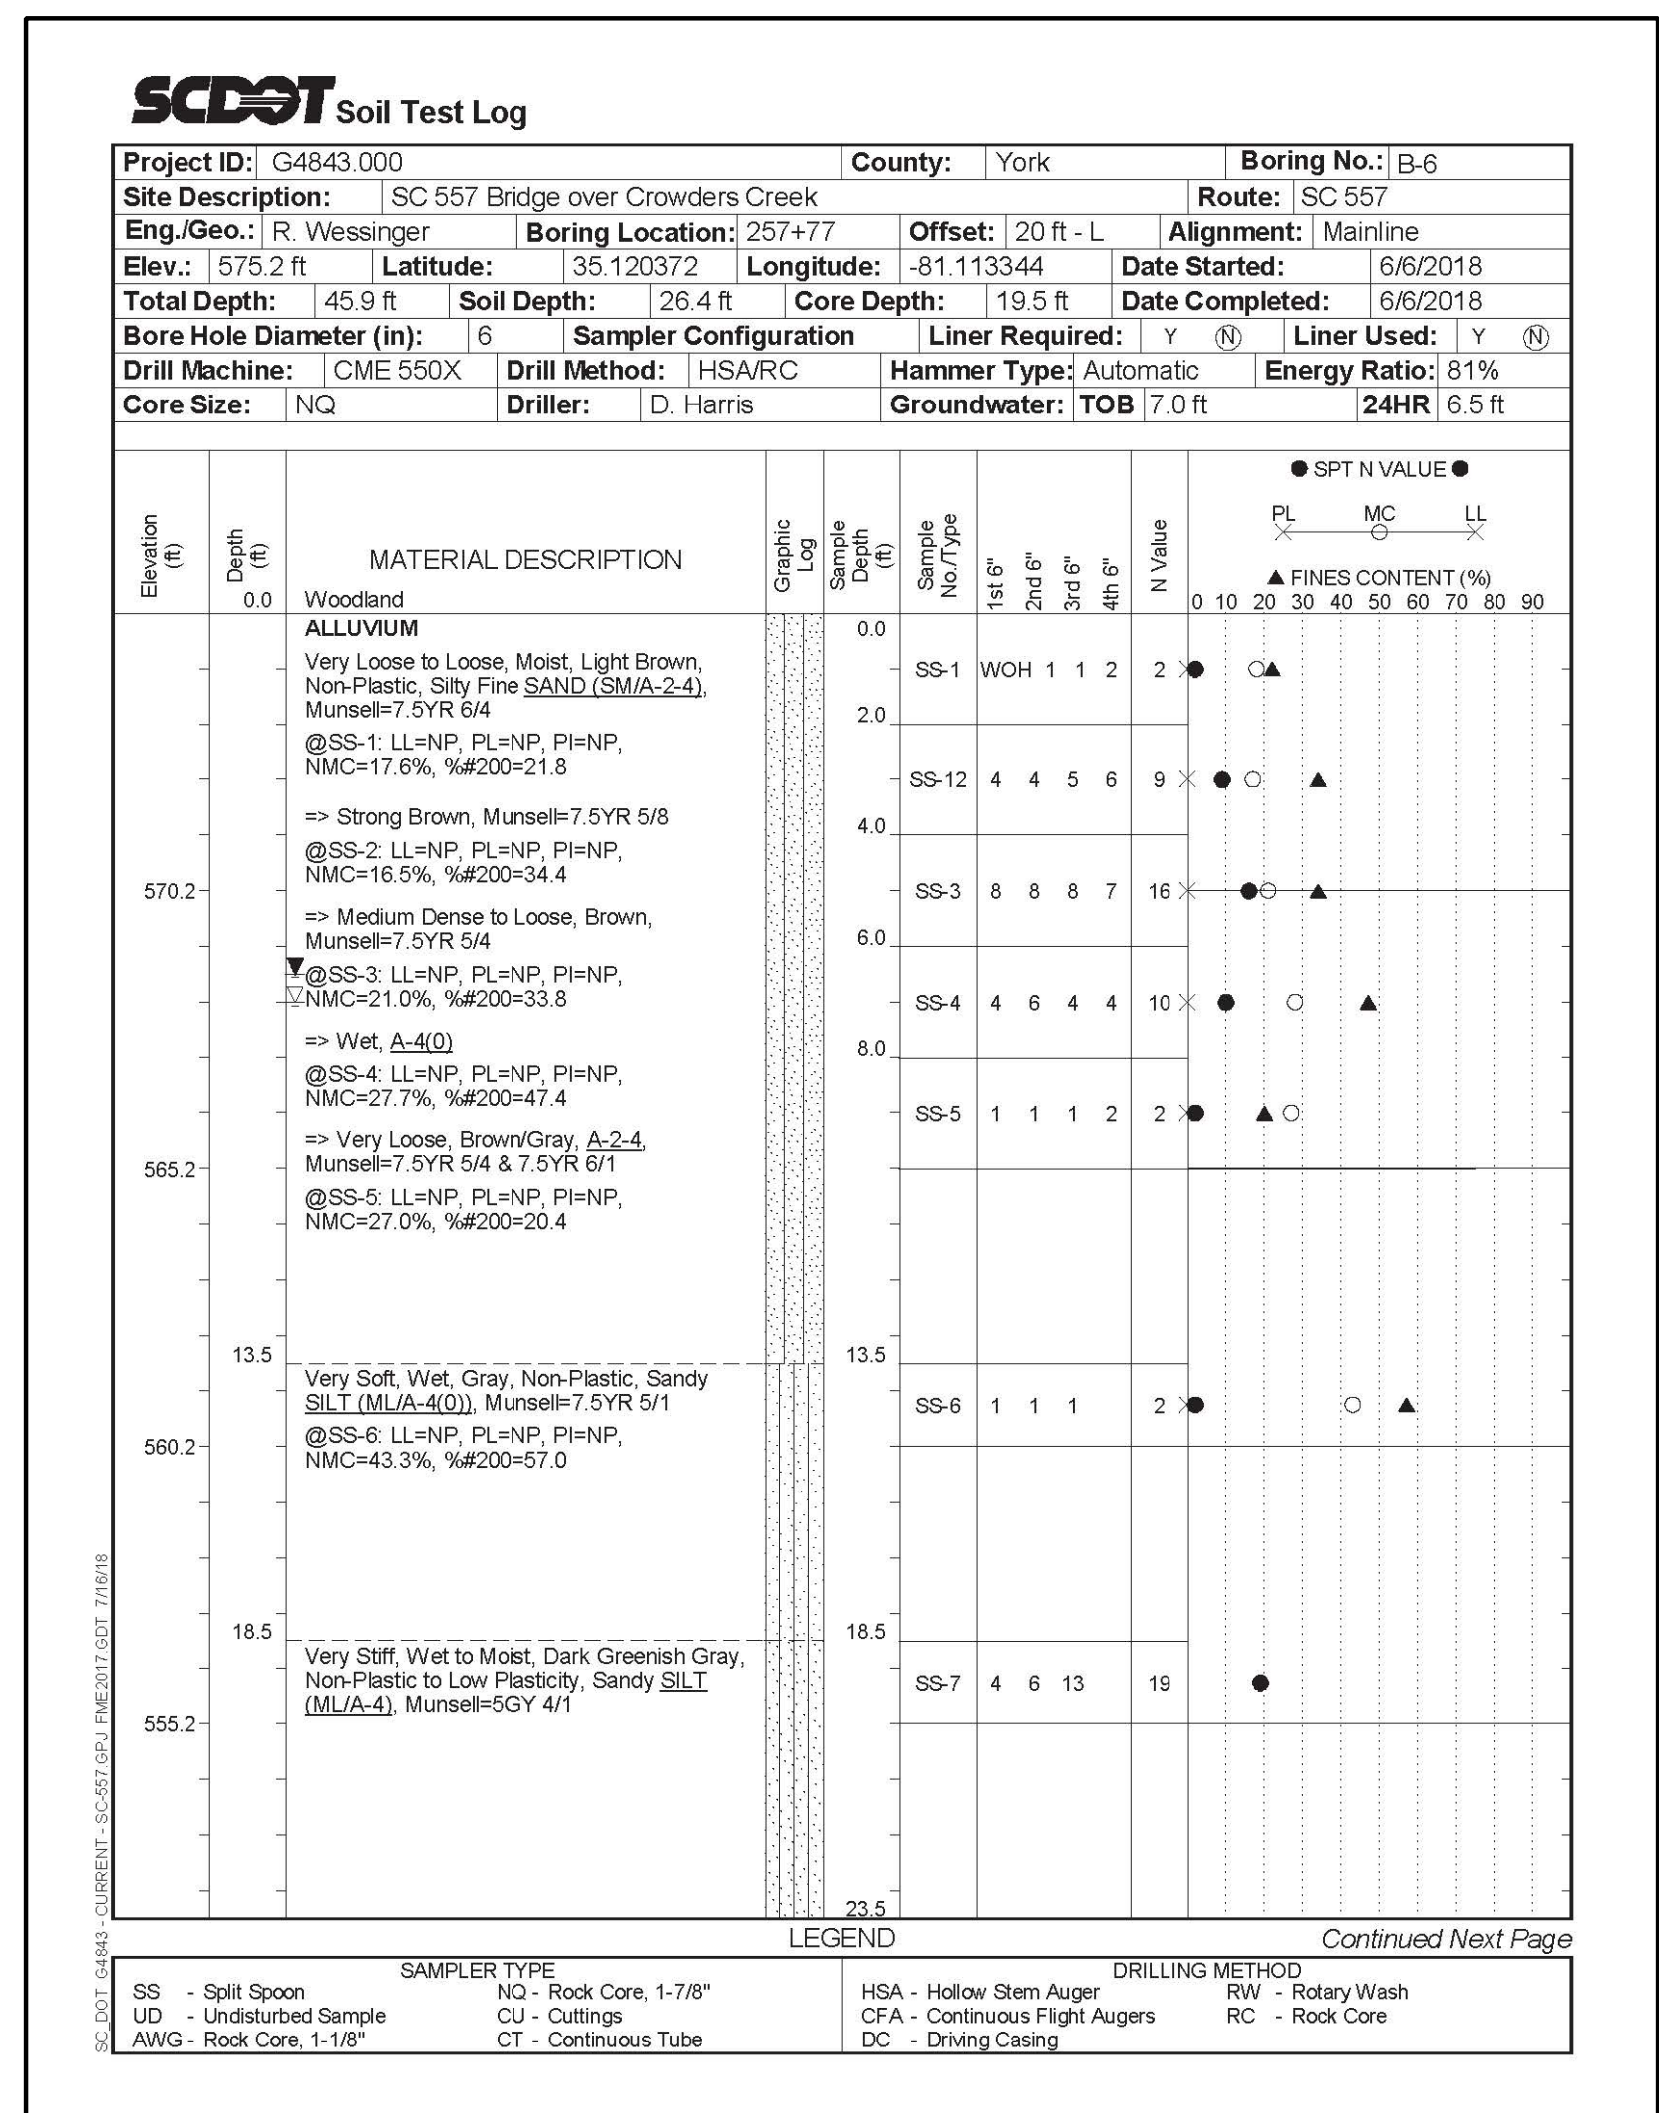 SCDOT Soil Test Log
Project ID: G4843.000 County: York Boring No.: B-6
Site Description: SC 557 Bridge over Crowders Creek Route: SC 557
Eng./Geo.: R. Wessinger Boring Location: 257+77 Offset: 20 ft - L Alignment: Mainline
Elev.: 575.2 ft Latitude: 35.120372 Longitude: -81.113344 Date Started: 6/6/2018
Total Depth: 45.9 ft Soil Depth: 26.4 ft Core Depth: 19.5 ft Date Completed: 6/6/2018
Bore Hole Diameter (in): 6 Sampler Configuration Liner Required: Y N Liner Used: Y N
Drill Machine: CME 550X Drill Method: HSA/RC Hammer Type: Automatic Energy Ratio: 81%
Core Size: NQ Driller: D. Harris Groundwater: TOB 7.0 ft 24HR 6.5 ft
Elevation (ft)
Depth (ft)
0.0
MATERIAL DESCRIPTION
Woodland
Graphic Log
Sample Depth (ft)
Sample No./Type
1st 6"
2nd 6"
3rd 6"
4th 6"
N Value
● SPT N VALUE ●
PL MC LL
▲ FINES CONTENT (%)
0 10 20 30 40 50 60 70 80 90
ALLUVIUM
0.0
Very Loose to Loose, Moist, Light Brown,
Non-Plastic, Silty Fine SAND (SM/A-2-4),
Munsell=7.5YR 6/4
SS-1 WOH 1 1 2 2
2.0
@SS-1: LL=NP, PL=NP, PI=NP,
NMC=17.6%, %#200=21.8
SS-12 4 4 5 6 9
=> Strong Brown, Munsell=7.5YR 5/8
4.0
@SS-2: LL=NP, PL=NP, PI=NP,
NMC=16.5%, %#200=34.4
570.2
SS-3 8 8 8 7 16
=> Medium Dense to Loose, Brown,
Munsell=7.5YR 5/4
6.0
@SS-3: LL=NP, PL=NP, PI=NP,
NMC=21.0%, %#200=33.8
SS-4 4 6 4 4 10
=> Wet, A-4(0)
8.0
@SS-4: LL=NP, PL=NP, PI=NP,
NMC=27.7%, %#200=47.4
SS-5 1 1 1 2 2
=> Very Loose, Brown/Gray, A-2-4,
Munsell=7.5YR 5/4 & 7.5YR 6/1
565.2
@SS-5: LL=NP, PL=NP, PI=NP,
NMC=27.0%, %#200=20.4
13.5 13.5
Very Soft, Wet, Gray, Non-Plastic, Sandy
SILT (ML/A-4(0)), Munsell=7.5YR 5/1
SS-6 1 1 1 2
@SS-6: LL=NP, PL=NP, PI=NP,
NMC=43.3%, %#200=57.0
560.2
18.5 18.5
Very Stiff, Wet to Moist, Dark Greenish Gray,
Non-Plastic to Low Plasticity, Sandy SILT
(ML/A-4), Munsell=5GY 4/1
SS-7 4 6 13 19
555.2
23.5
LEGEND
Continued Next Page
SAMPLER TYPE
SS - Split Spoon NQ - Rock Core, 1-7/8"
UD - Undisturbed Sample CU - Cuttings
AWG - Rock Core, 1-1/8" CT - Continuous Tube
DRILLING METHOD
HSA - Hollow Stem Auger RW - Rotary Wash
CFA - Continuous Flight Augers RC - Rock Core
DC - Driving Casing
SC_DOT G4843 - CURRENT - SC-557.GPJ FME2017.GDT 7/16/18